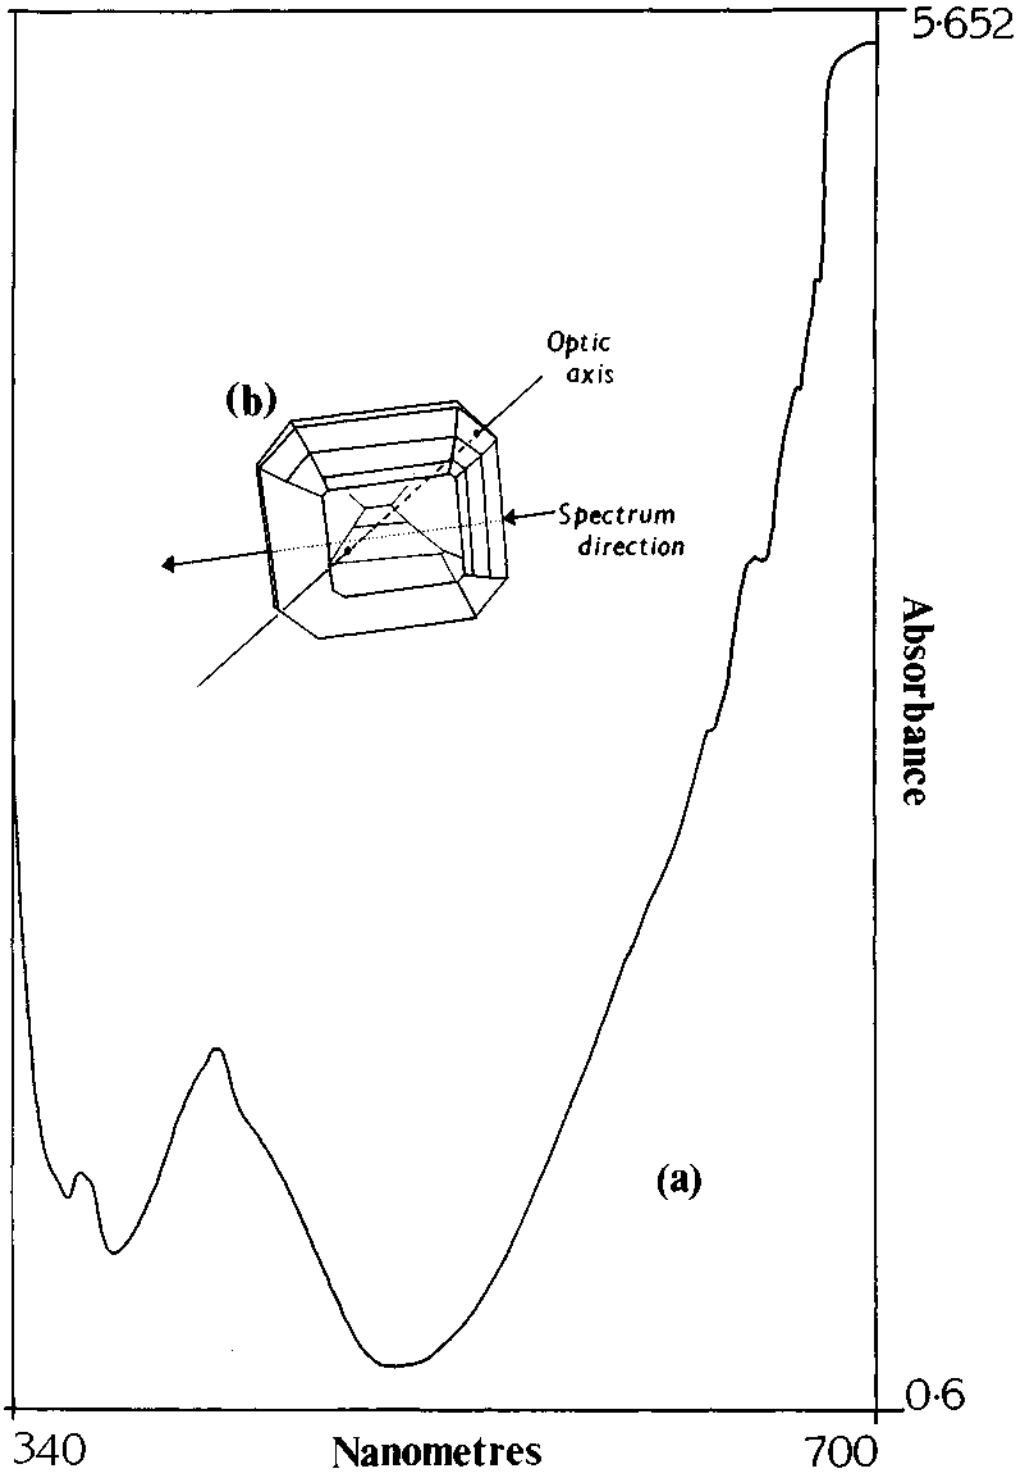 5·652
Optic
axis
(b)
Spectrum
direction
Absorbance
(a)
0·6
340
Nanometres
700